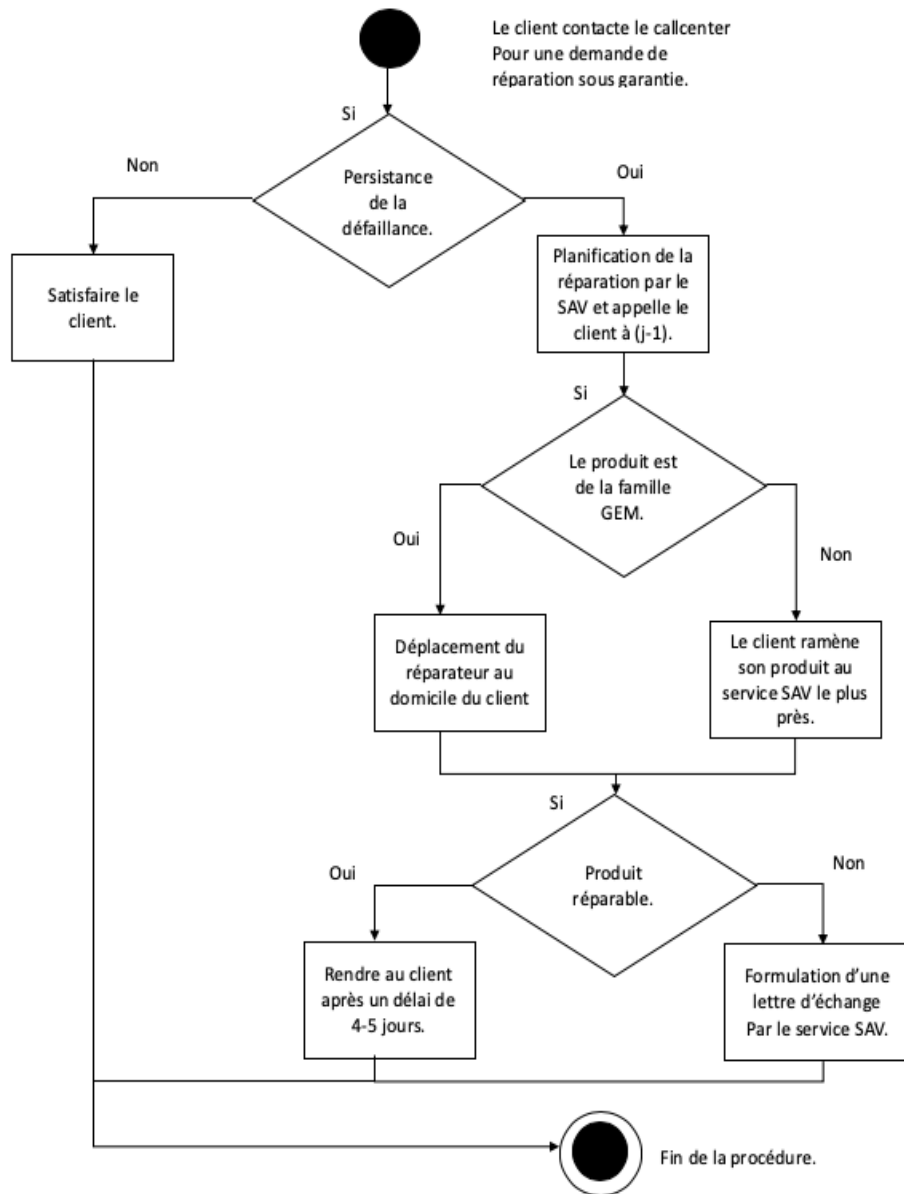 Le client contacte le callcenter
Pour une demande de
réparation sous garantie.
Si
Non
Oui
Persistance
de la
défaillance.
Satisfaire le
client.
Planification de la
réparation par le
SAV et appelle le
client à (j-1).
Si
Le produit est
de la famille
GEM.
Oui
Non
Déplacement du
réparateur au
domicile du client
Le client ramène
son produit au
service SAV le plus
près.
Si
Oui
Non
Produit
réparable.
Rendre au client
après un délai de
4-5 jours.
Formulation d’une
lettre d’échange
Par le service SAV.
Fin de la procédure.